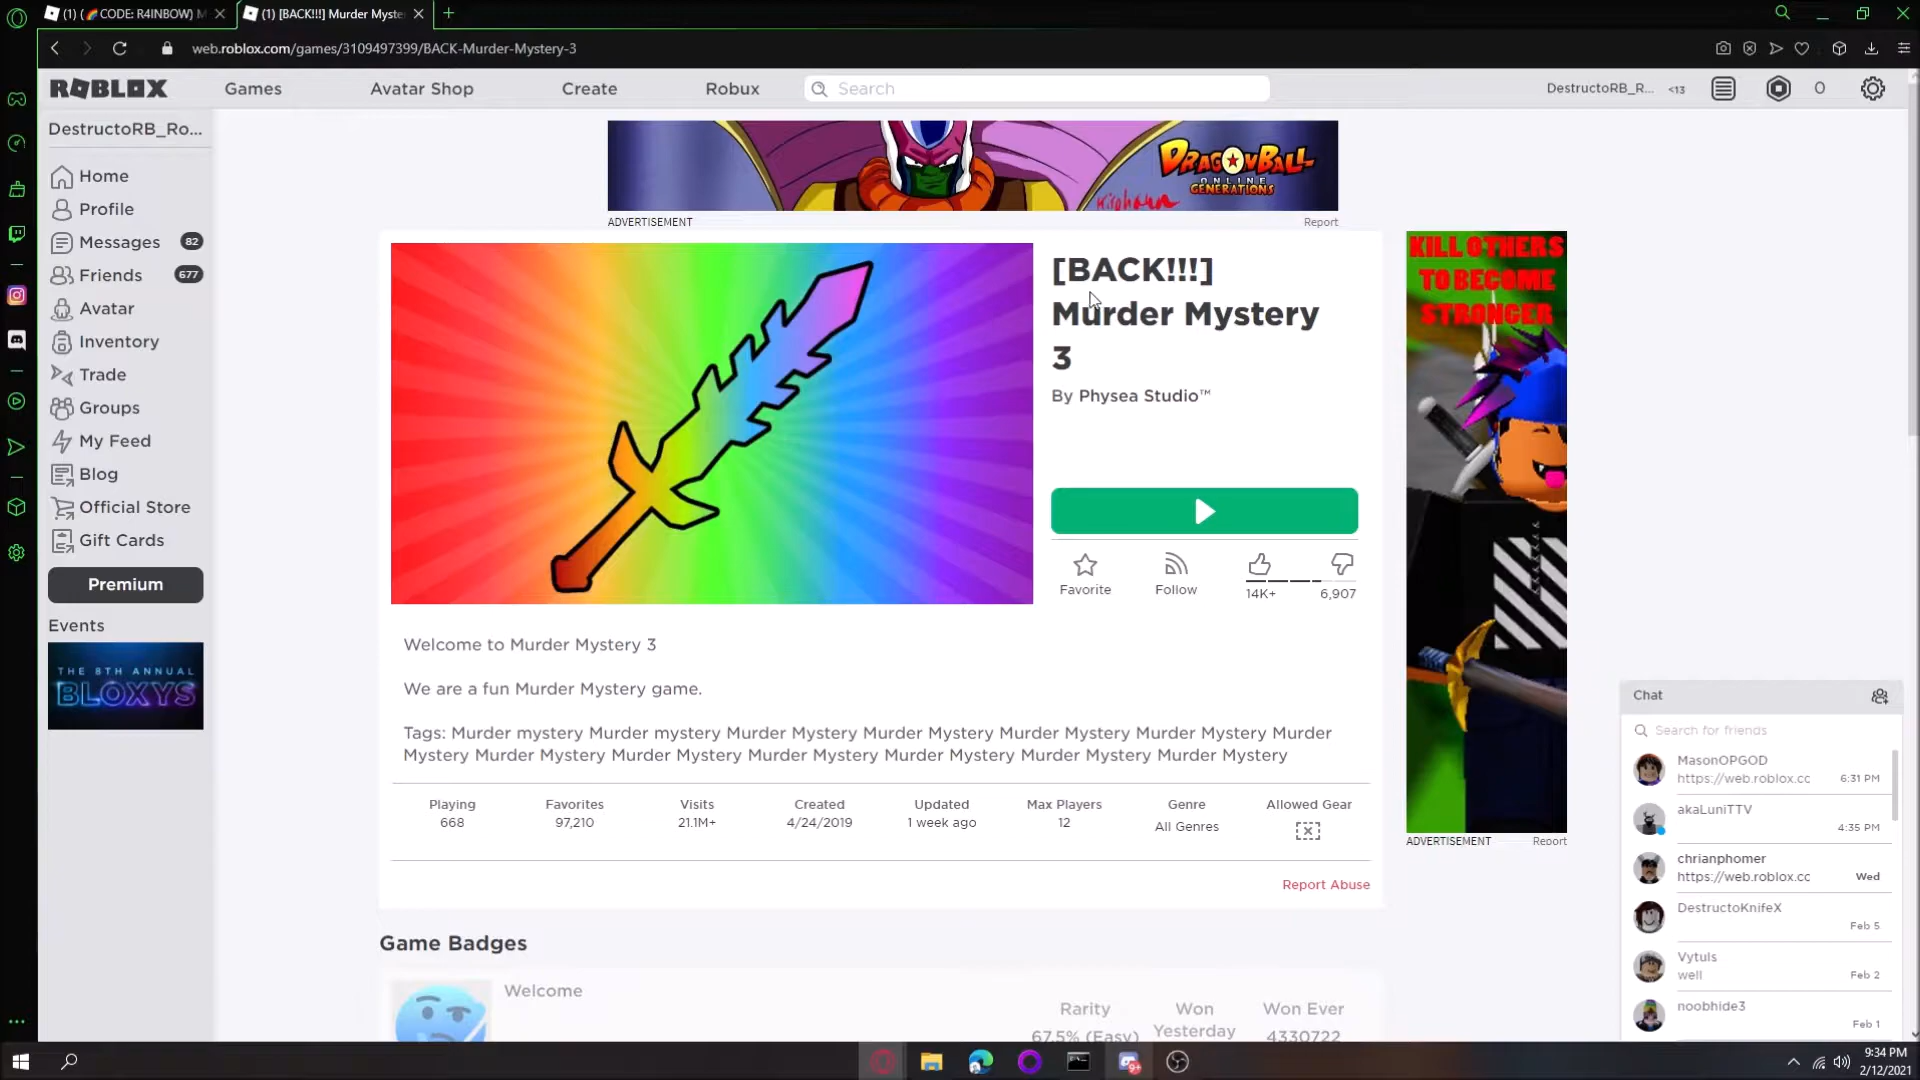 (1) (🌈CODE: R4INBOW) M
(1) [BACK!!!] Murder Myste
web.roblox.com/games/3109497399/BACK-Murder-Mystery-3
ROBLOX
Games
Avatar Shop
Create
Robux
Search
DestructoRB_R...
<13
0
DestructoRB_Ro...
Home
Profile
Messages 82
Friends 677
Avatar
Inventory
Trade
Groups
My Feed
Blog
Official Store
Gift Cards
Premium
Events
THE 8TH ANNUAL
BLOXYS
DRAGON BALL
ONLINE
GENERATIONS
ADVERTISEMENT
Report
[BACK!!!]
Murder Mystery
3
By Physea Studio™
Favorite
Follow
14K+
6,907
Welcome to Murder Mystery 3
We are a fun Murder Mystery game.
Tags: Murder mystery Murder mystery Murder Mystery Murder Mystery Murder Mystery Murder Mystery Murder
Mystery Murder Mystery Murder Mystery Murder Mystery Murder Mystery Murder Mystery Murder Mystery
Playing
668
Favorites
97,210
Visits
21.1M+
Created
4/24/2019
Updated
1 week ago
Max Players
12
Genre
All Genres
Allowed Gear
Report Abuse
Game Badges
Welcome
Rarity
67.5% (Easy)
Won
Yesterday
Won Ever
4330722
KILL OTHERS
TO BECOME
STRONGER
ADVERTISEMENT
Report
Chat
Search for friends
MasonOPGOD
https://web.roblox.cc
6:31 PM
akaLuniTTV
4:35 PM
chrianphomer
https://web.roblox.cc
Wed
DestructoKnifeX
Feb 5
Vytuls
well
Feb 2
noobhide3
Feb 1
9+
9:34 PM
2/12/2021